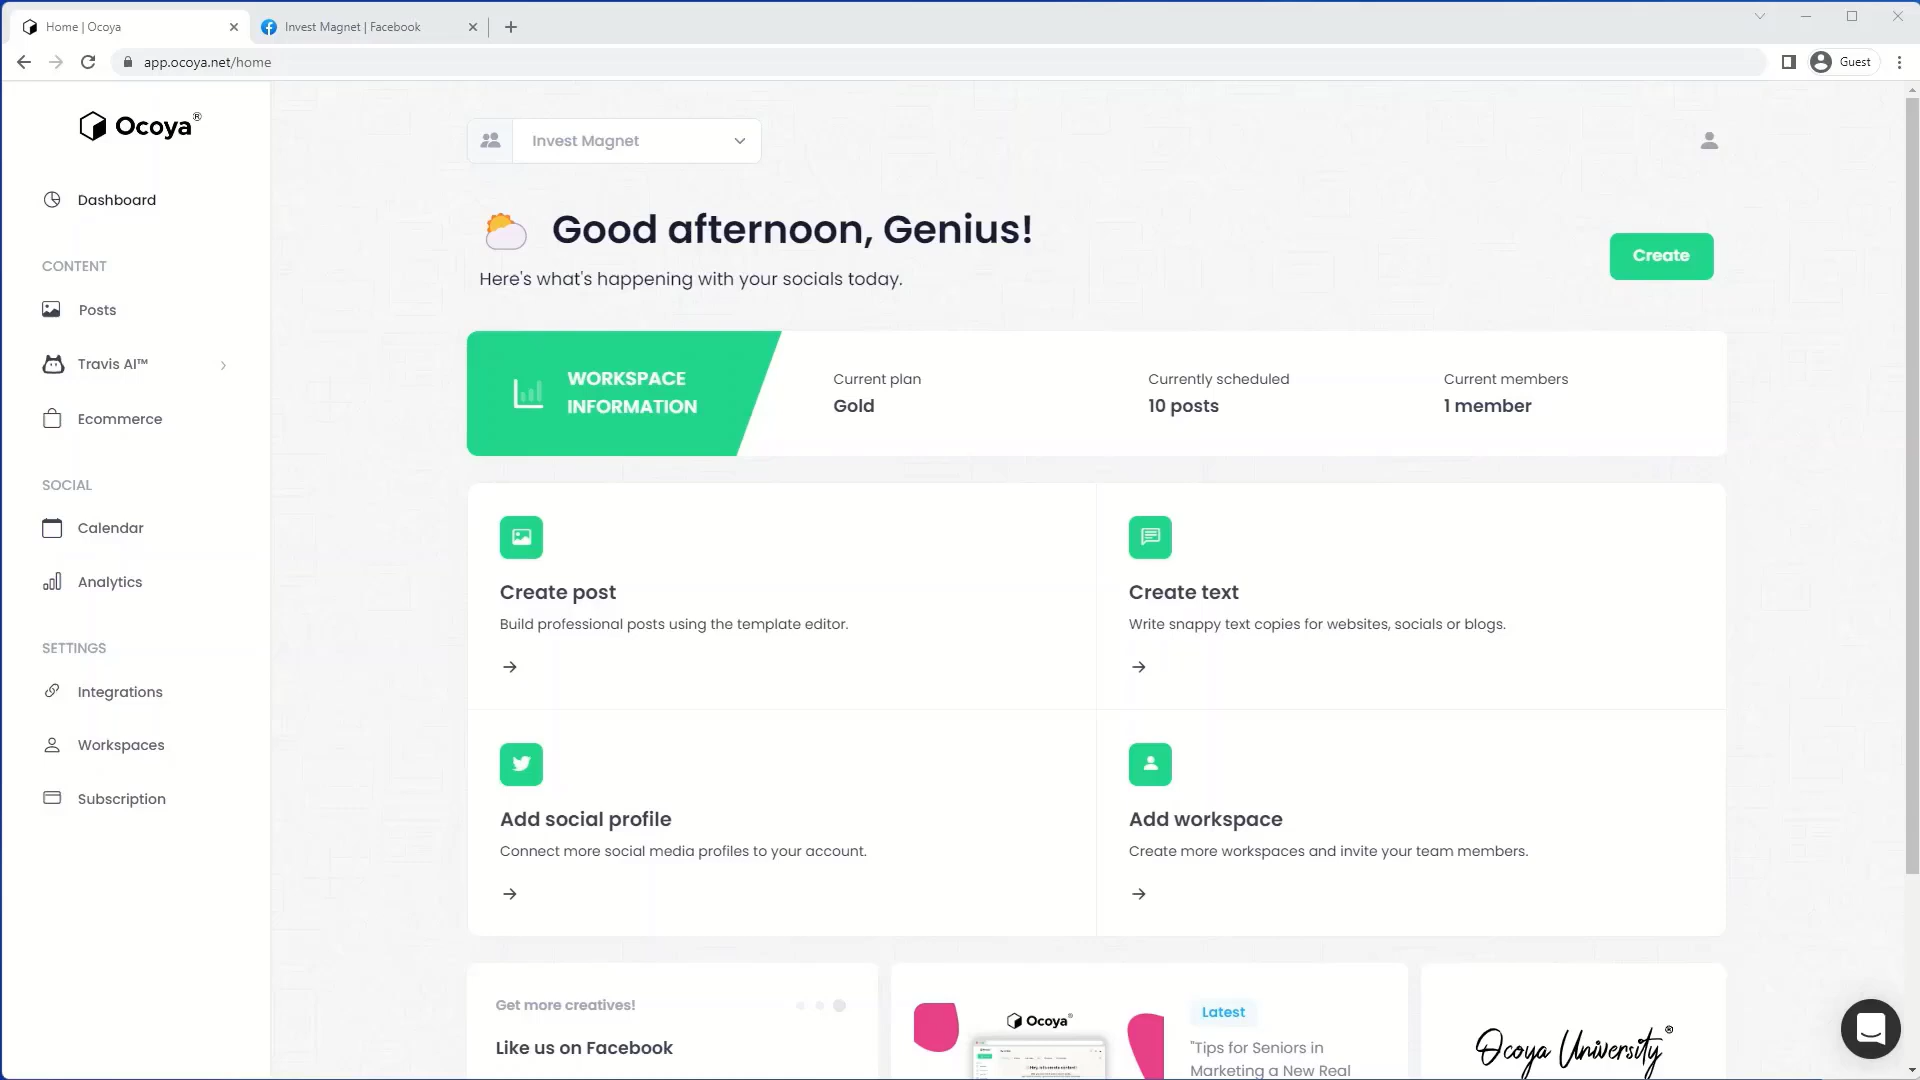 Home | Ocoya
Invest Magnet | Facebook
app.ocoya.net/home
Guest
Ocoya®
Dashboard
CONTENT
Posts
Travis AI™
Ecommerce
SOCIAL
Calendar
Analytics
SETTINGS
Integrations
Workspaces
Subscription
Invest Magnet
Good afternoon, Genius!
Here's what's happening with your socials today.
Create
WORKSPACE
INFORMATION
Current plan
Gold
Currently scheduled
10 posts
Current members
1 member
Create post
Build professional posts using the template editor.
Create text
Write snappy text copies for websites, socials or blogs.
Add social profile
Connect more social media profiles to your account.
Add workspace
Create more workspaces and invite your team members.
Get more creatives!
Like us on Facebook
Ocoya®
Latest
"Tips for Seniors in
Marketing a New Real
Ocoya University®